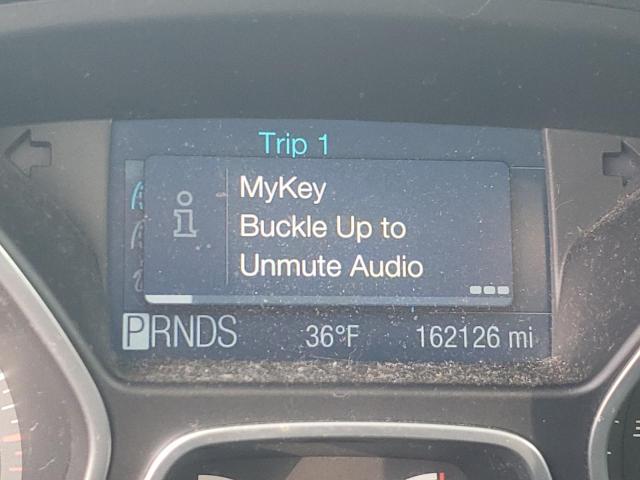 Trip 1
MyKey
Buckle Up to
Unmute Audio
PRNDS 36°F 162126 mi